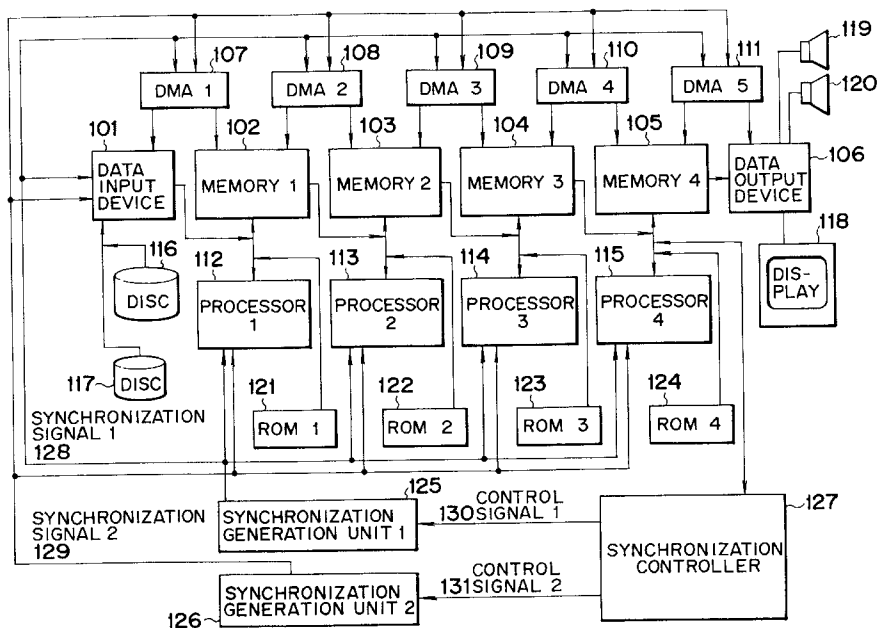 107
108
109
110
111
119
DMA 1
DMA 2
DMA 3
DMA 4
DMA 5
120
101
102
103
104
105
106
DATA
INPUT
DEVICE
MEMORY 1
MEMORY 2
MEMORY 3
MEMORY 4
DATA
OUTPUT
DEVICE
116
112
113
114
115
118
DISC
PROCESSOR
1
PROCESSOR
2
PROCESSOR
3
PROCESSOR
4
DIS-
PLAY
117
DISC
121
122
123
124
ROM 1
ROM 2
ROM 3
ROM 4
SYNCHRONIZATION
SIGNAL 1
128
125
SYNCHRONIZATION
GENERATION UNIT 1
CONTROL
130 SIGNAL 1
127
SYNCHRONIZATION
CONTROLLER
SYNCHRONIZATION
SIGNAL 2
129
SYNCHRONIZATION
GENERATION UNIT 2
126
CONTROL
131 SIGNAL 2